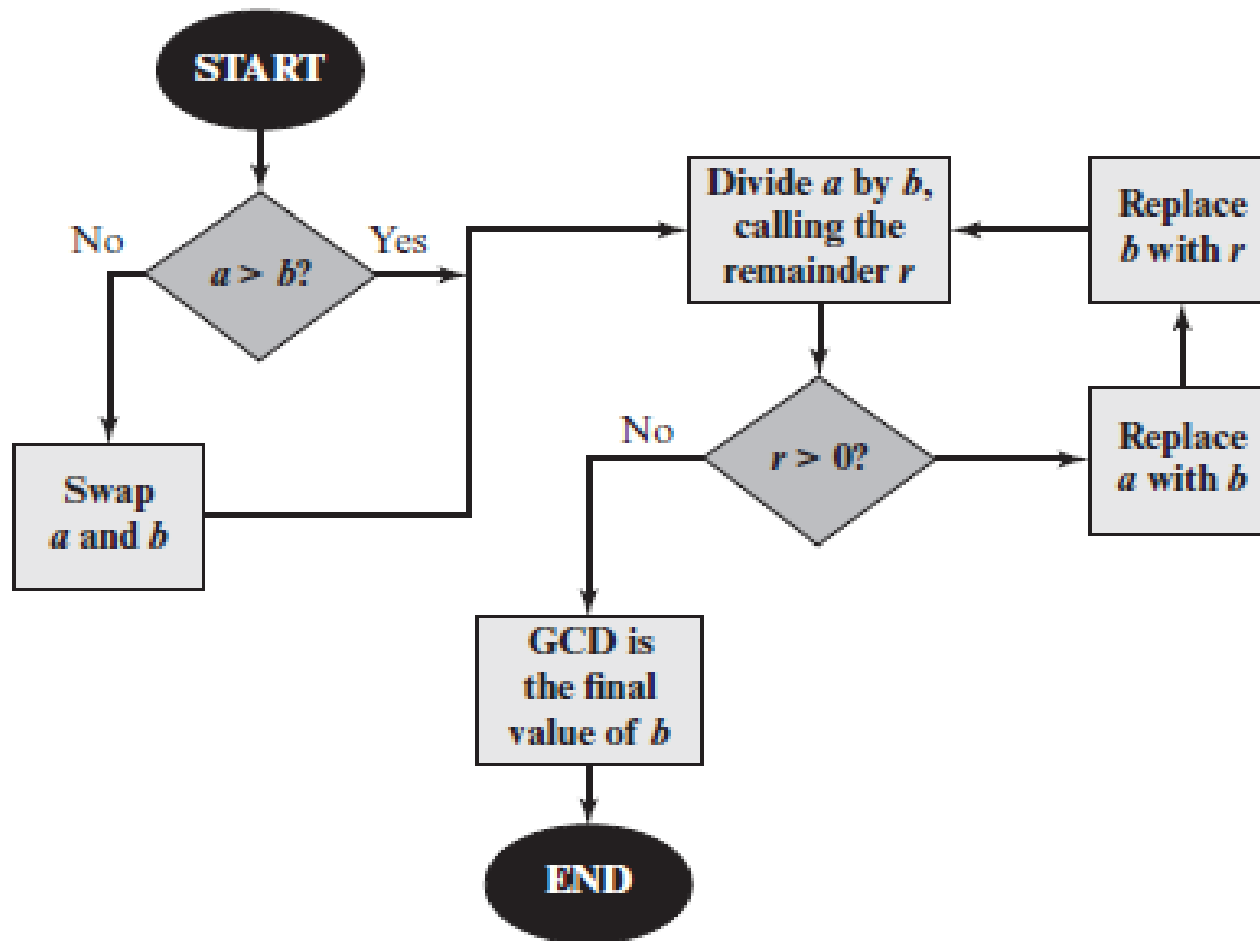 START
No
Yes
a > b?
Swap
a and b
Divide a by b,
calling the
remainder r
Replace
b with r
No
r > 0?
Replace
a with b
GCD is
the final
value of b
END